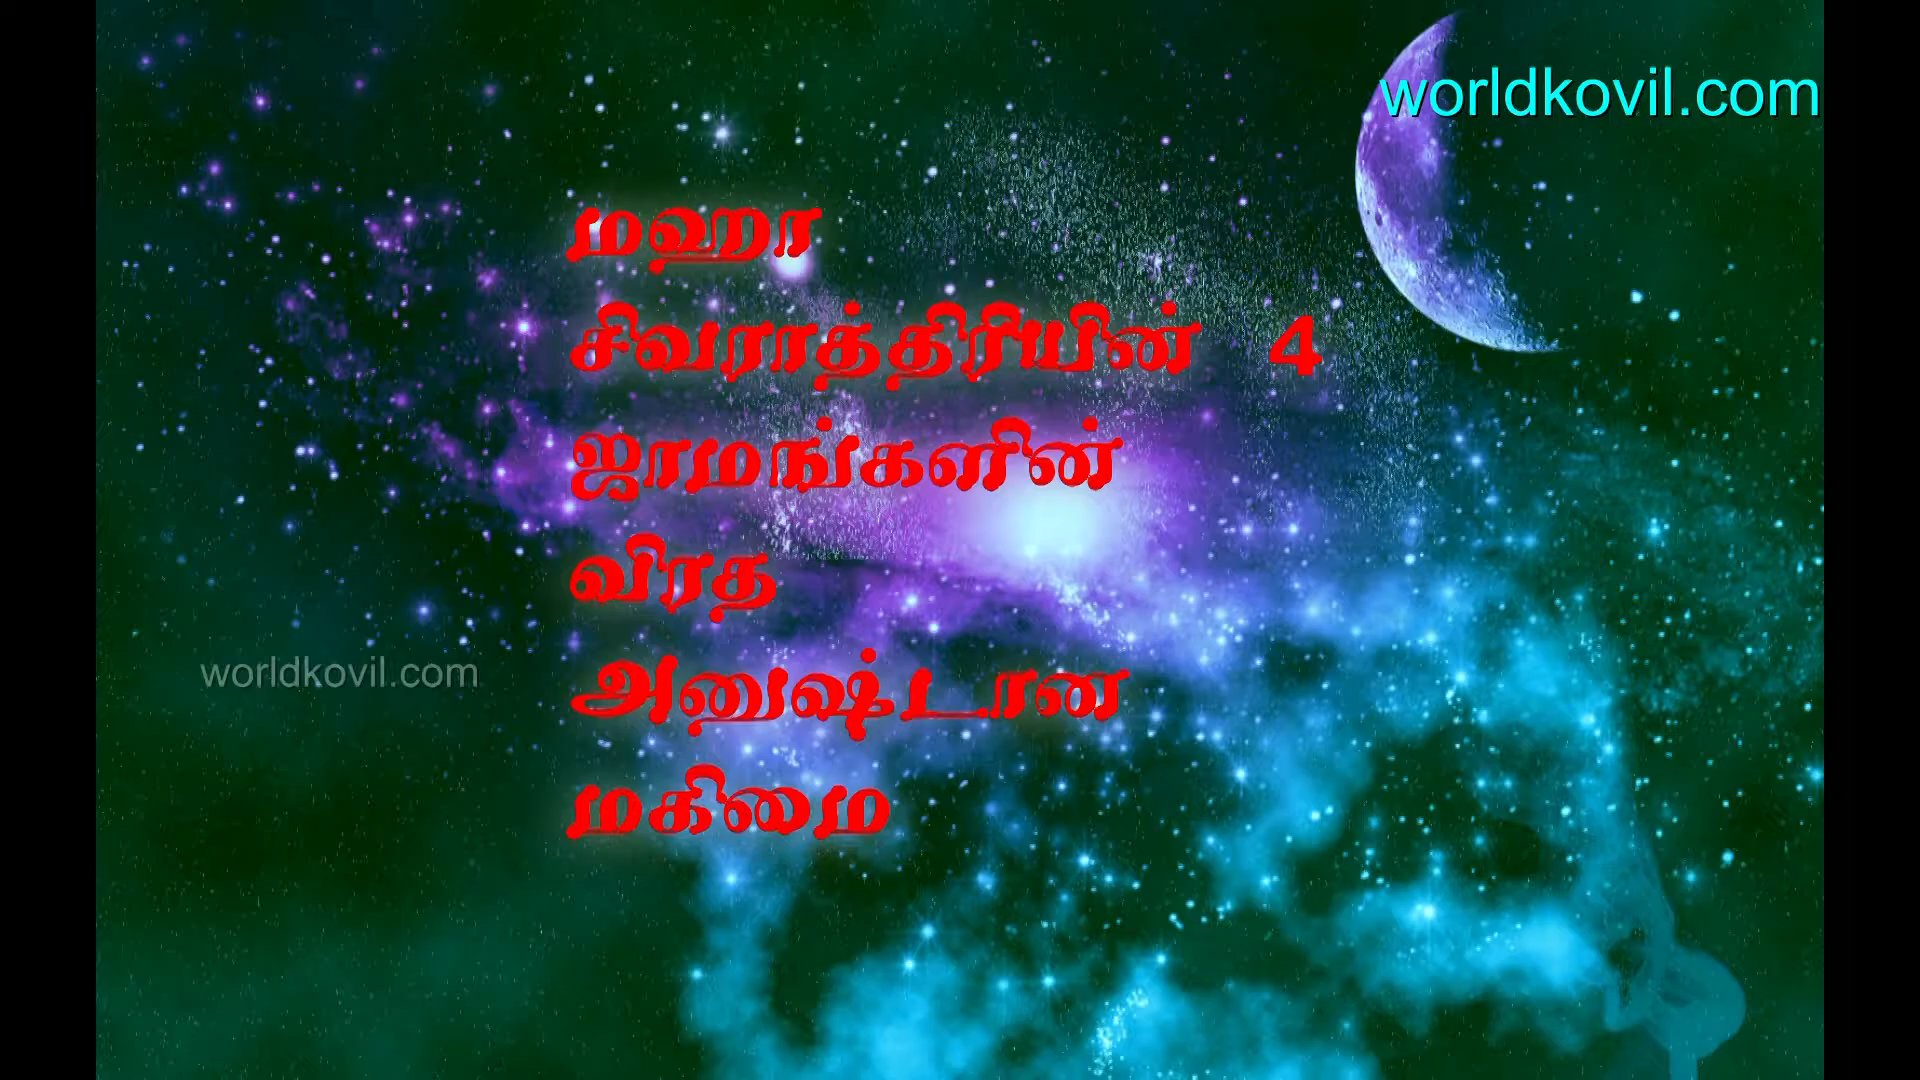 worldkovil.com
மஹா
சிவராத்திரியின் 4
ஜாமங்களின்
விரத
அனுஷ்டான
மகிமை
worldkovil.com